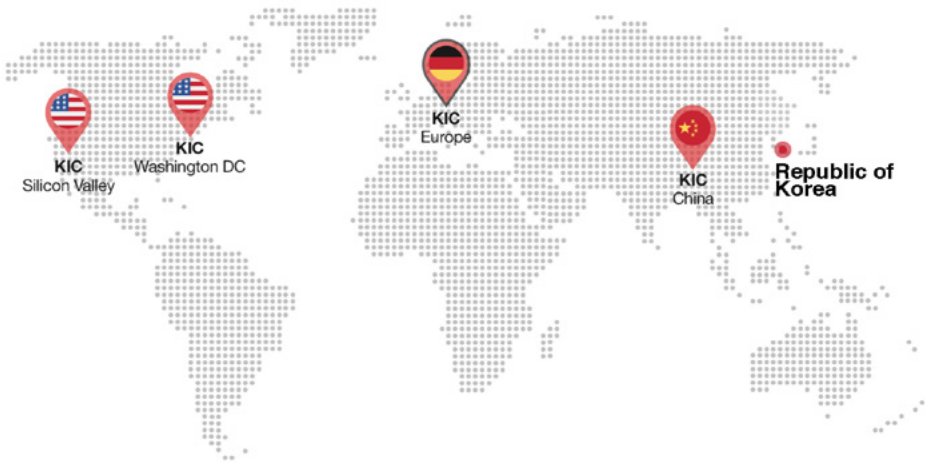 KIC
Silicon Valley
KIC
Washington DC
KIC
Europe
KIC
China
Republic of
Korea